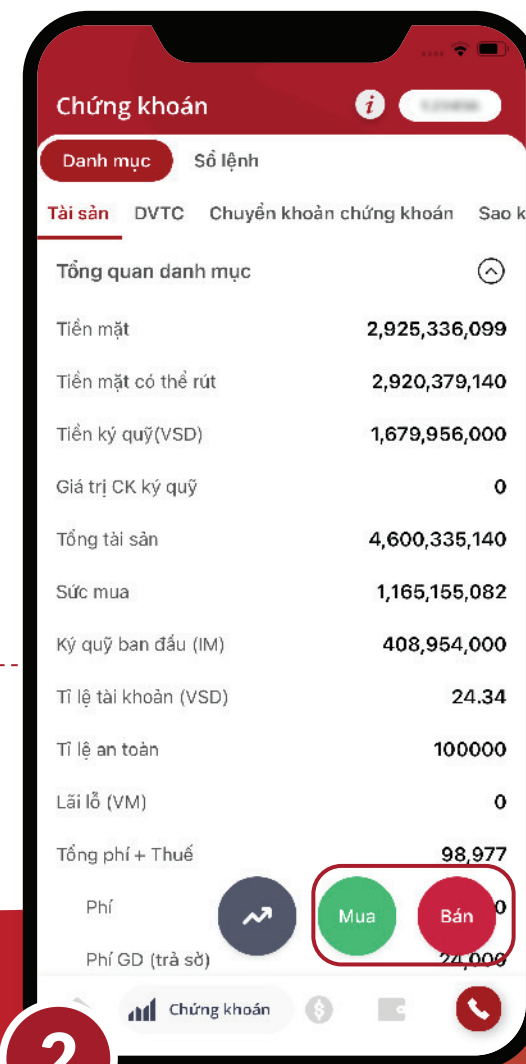 Chứng khoán i
Danh mục Sổ lệnh
Tài sản DVTC Chuyển khoản chứng khoán Sao k
Tổng quan danh mục
Tiền mặt 2,925,336,099
Tiền mặt có thể rút 2,920,379,140
Tiền ký quỹ(VSD) 1,679,956,000
Giá trị CK ký quỹ 0
Tổng tài sản 4,600,335,140
Sức mua 1,165,155,082
Ký quỹ ban đầu (IM) 408,954,000
Tỉ lệ tài khoản (VSD) 24.34
Tỉ lệ an toàn 100000
Lãi lỗ (VM) 0
Tổng phí + Thuế 98,977
Phí 0
Mua Bán
Phí GD (trả sở) 24,000
Chứng khoán
2